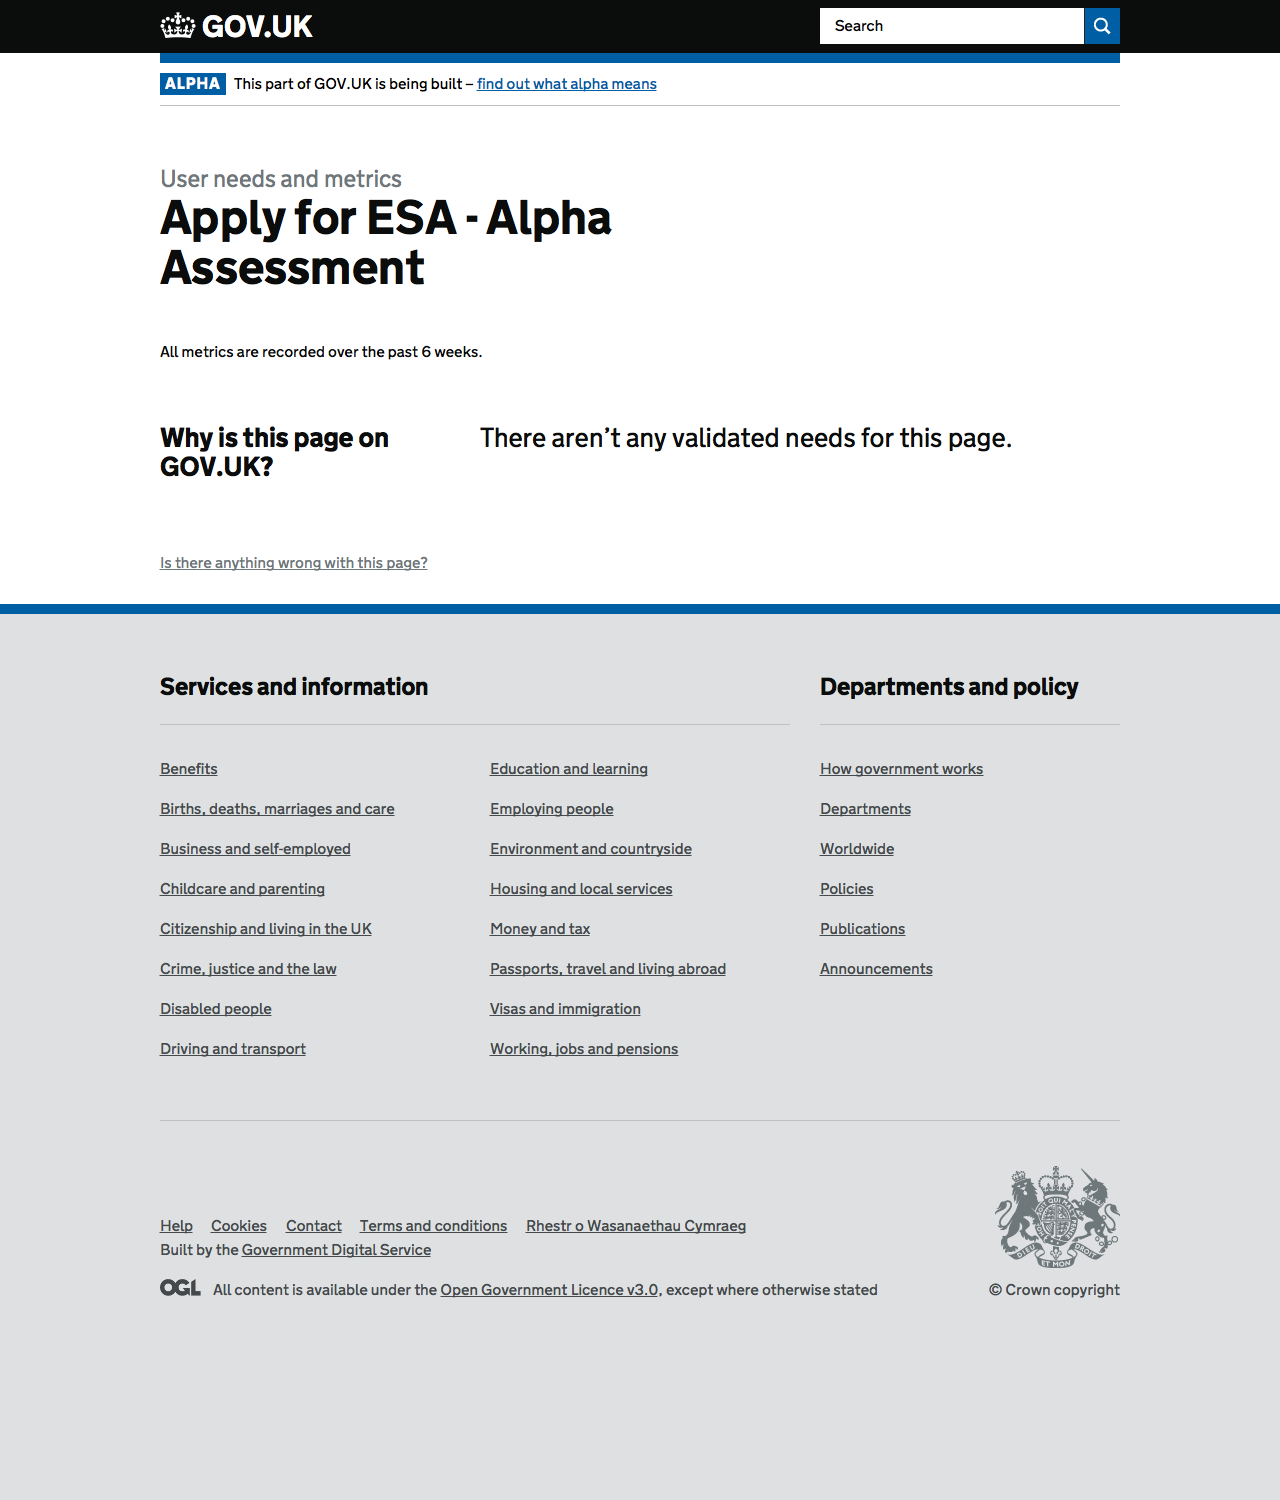 GOV.UK
Search
ALPHA This part of GOV.UK is being built – find out what alpha means
User needs and metrics
Apply for ESA - Alpha
Assessment
All metrics are recorded over the past 6 weeks.
Why is this page on
GOV.UK?
There aren’t any validated needs for this page.
Is there anything wrong with this page?
Services and information
Benefits
Births, deaths, marriages and care
Business and self-employed
Childcare and parenting
Citizenship and living in the UK
Crime, justice and the law
Disabled people
Driving and transport
Education and learning
Employing people
Environment and countryside
Housing and local services
Money and tax
Passports, travel and living abroad
Visas and immigration
Working, jobs and pensions
Departments and policy
How government works
Departments
Worldwide
Policies
Publications
Announcements
Help Cookies Contact Terms and conditions Rhestr o Wasanaethau Cymraeg
Built by the Government Digital Service
OGL All content is available under the Open Government Licence v3.0, except where otherwise stated
DIEU ET MON DROIT
© Crown copyright